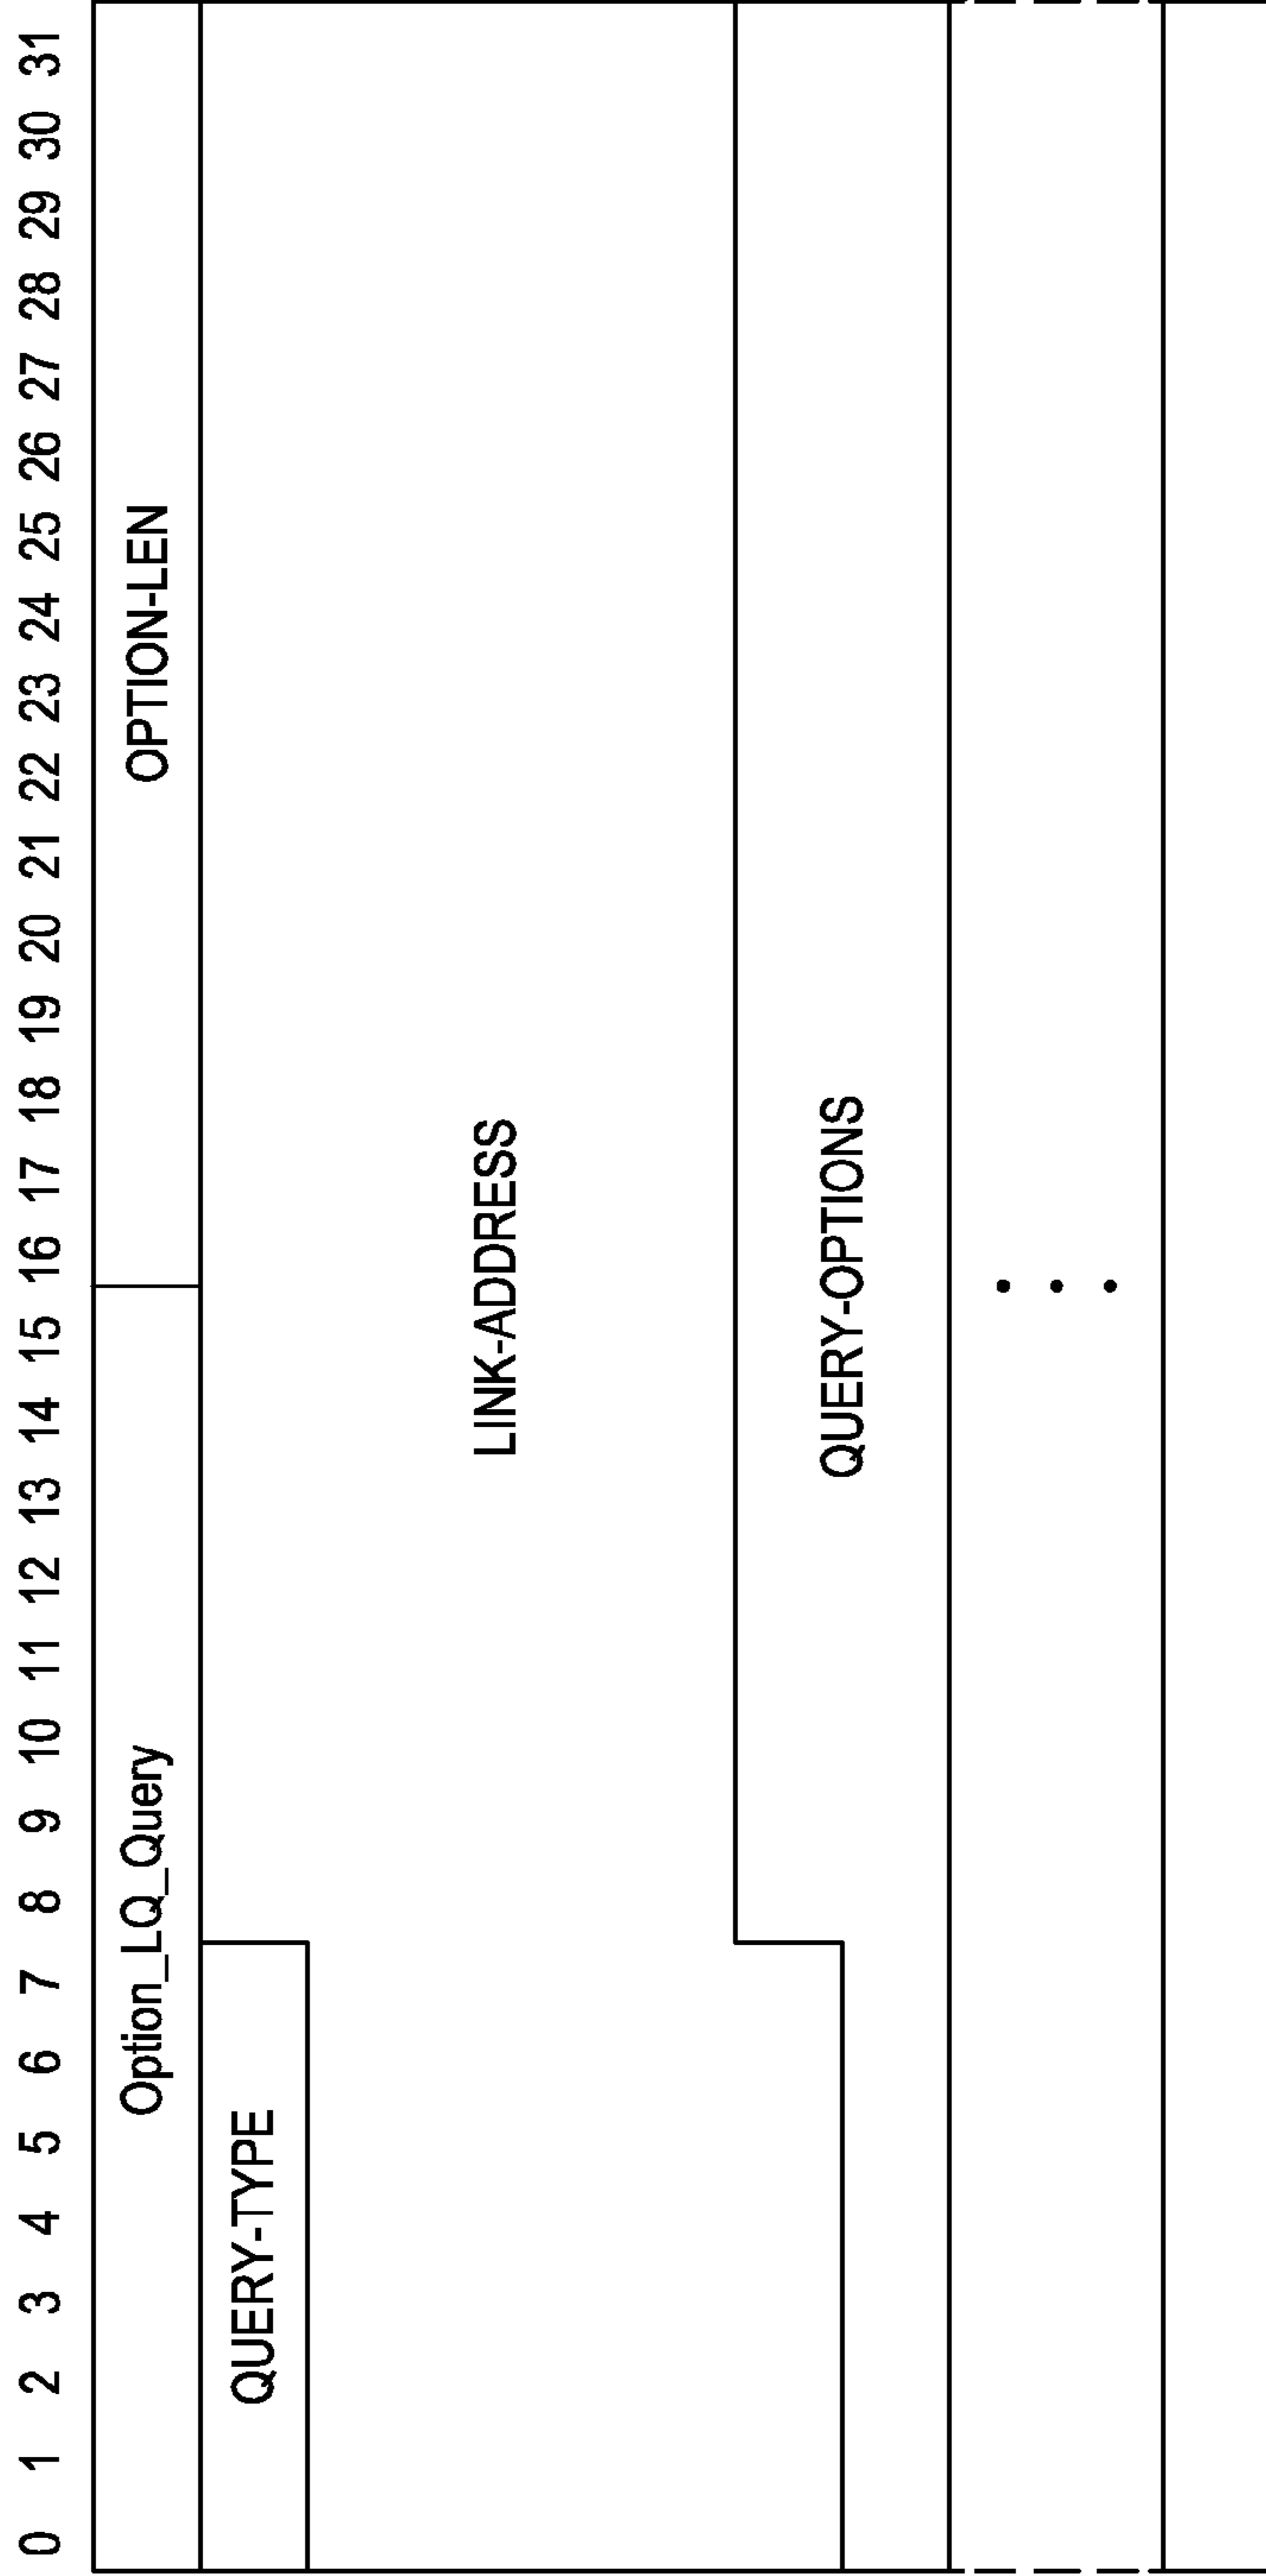 0 1 2 3 4 5 6 7 8 9 10 11 12 13 14 15 16 17 18 19 20 21 22 23 24 25 26 27 28 29 30 31
Option_LQ_Query OPTION-LEN
QUERY-TYPE
LINK-ADDRESS
QUERY-OPTIONS